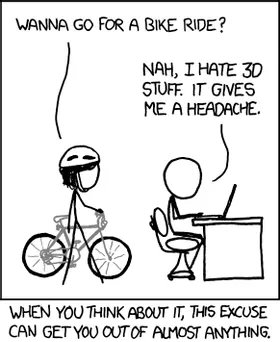 WANNA GO FOR A BIKE RIDE?
NAH, I HATE 3D
STUFF. IT GIVES
ME A HEADACHE.
WHEN YOU THINK ABOUT IT, THIS EXCUSE
CAN GET YOU OUT OF ALMOST ANYTHING.